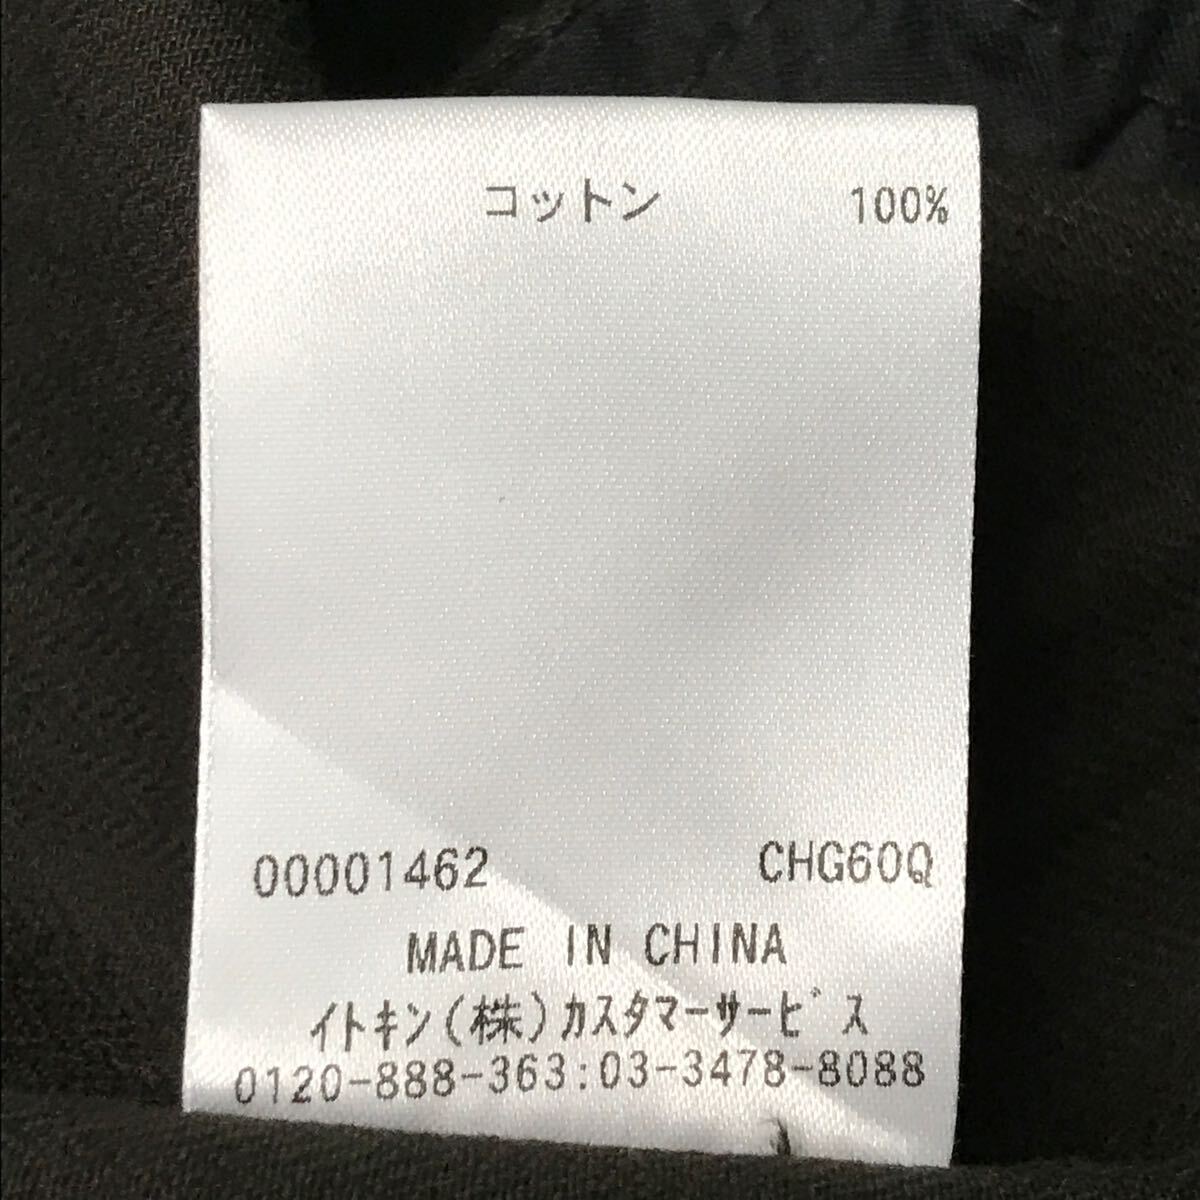 コットン 100%
00001462 CHG60Q
MADE IN CHINA
イトキン(株)カスタマーサービス
0120-888-363:03-3478-8088